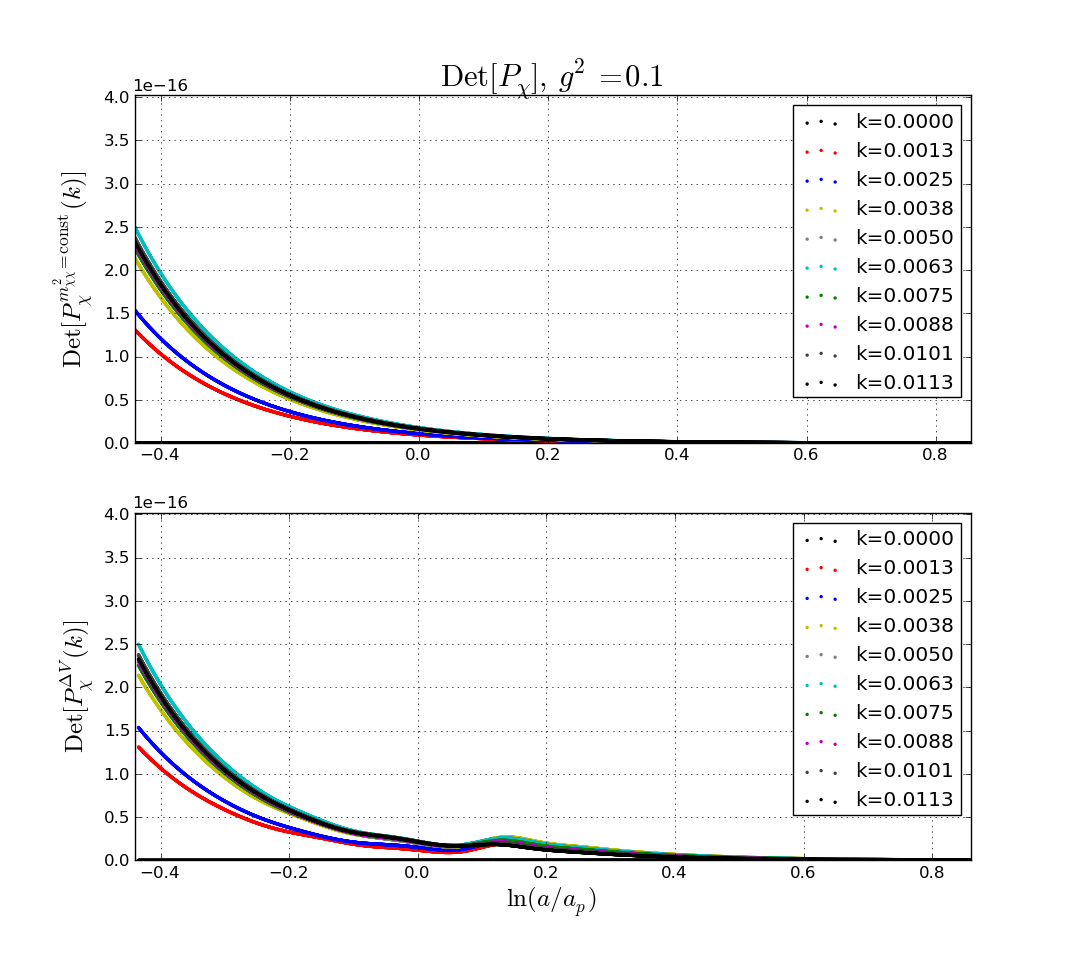 Det[P_χ], g² =0.1
1e−16
4.0
3.5
3.0
2.5
2.0
1.5
1.0
0.5
0.0
Det[P_χ^{m²_χχ=const}(k)]
k=0.0000
k=0.0013
k=0.0025
k=0.0038
k=0.0050
k=0.0063
k=0.0075
k=0.0088
k=0.0101
k=0.0113
−0.4 −0.2 0.0 0.2 0.4 0.6 0.8
1e−16
4.0
3.5
3.0
2.5
2.0
1.5
1.0
0.5
0.0
Det[P_χ^{ΔV}(k)]
k=0.0000
k=0.0013
k=0.0025
k=0.0038
k=0.0050
k=0.0063
k=0.0075
k=0.0088
k=0.0101
k=0.0113
−0.4 −0.2 0.0 0.2 0.4 0.6 0.8
ln(a/a_p)